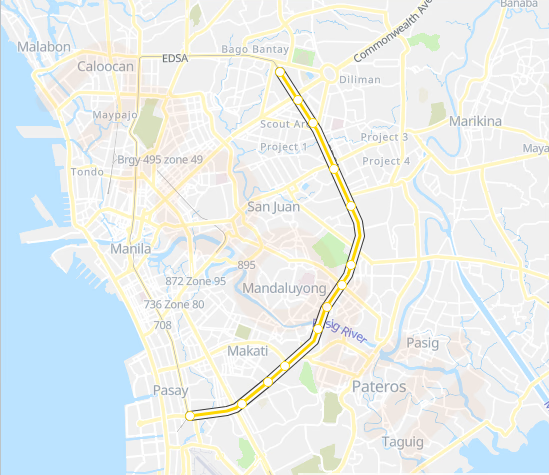 Banaba
Malabon
Commonwealth Ave
Bago Bantay
EDSA
Caloocan
Diliman
Maypajo
Marikina
Scout Are
Project 3
Project 1
Maya
Brgy 495 zone 49
Project 4
Tondo
San Juan
Manila
895
872 Zone 95
Mandaluyong
736 Zone 80
708
Pasig River
Pasig
Makati
Pateros
Pasay
Taguig